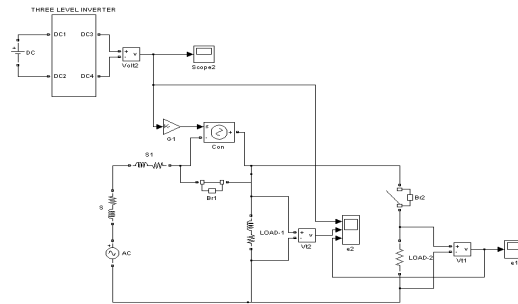 THREE LEVEL INVERTER
DC1
DC3
DC
DC2
DC4
Volt2
Scope2
G1
Con
S1
Br1
Br2
S
LOAD-1
Vt2
e2
AC
LOAD-2
Vt1
e1